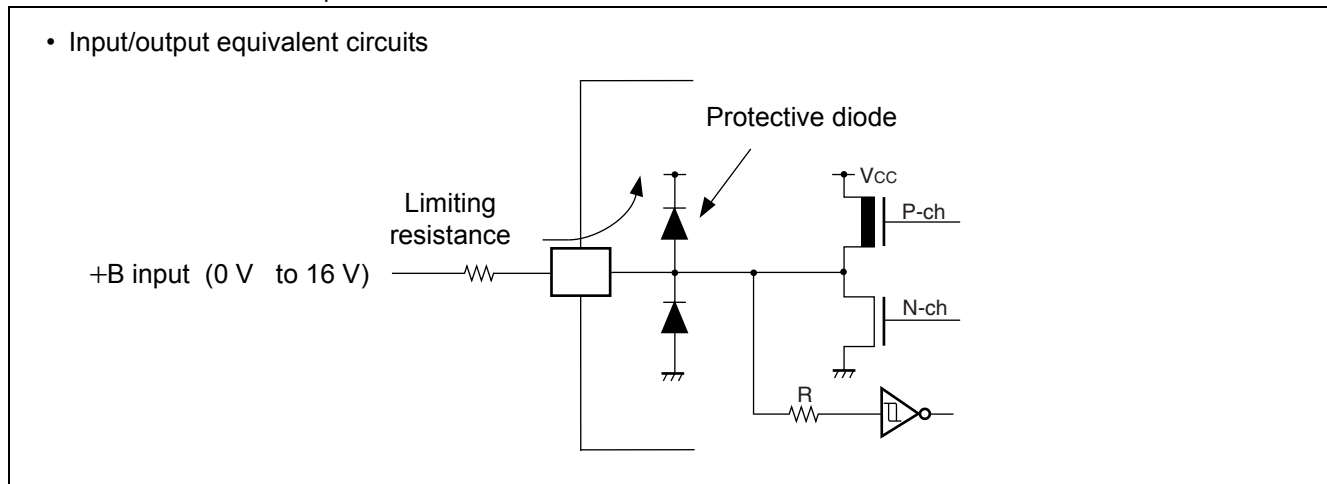 • Input/output equivalent circuits
Protective diode
VCC
Limiting
resistance
P-ch
+B input (0 V to 16 V)
N-ch
R